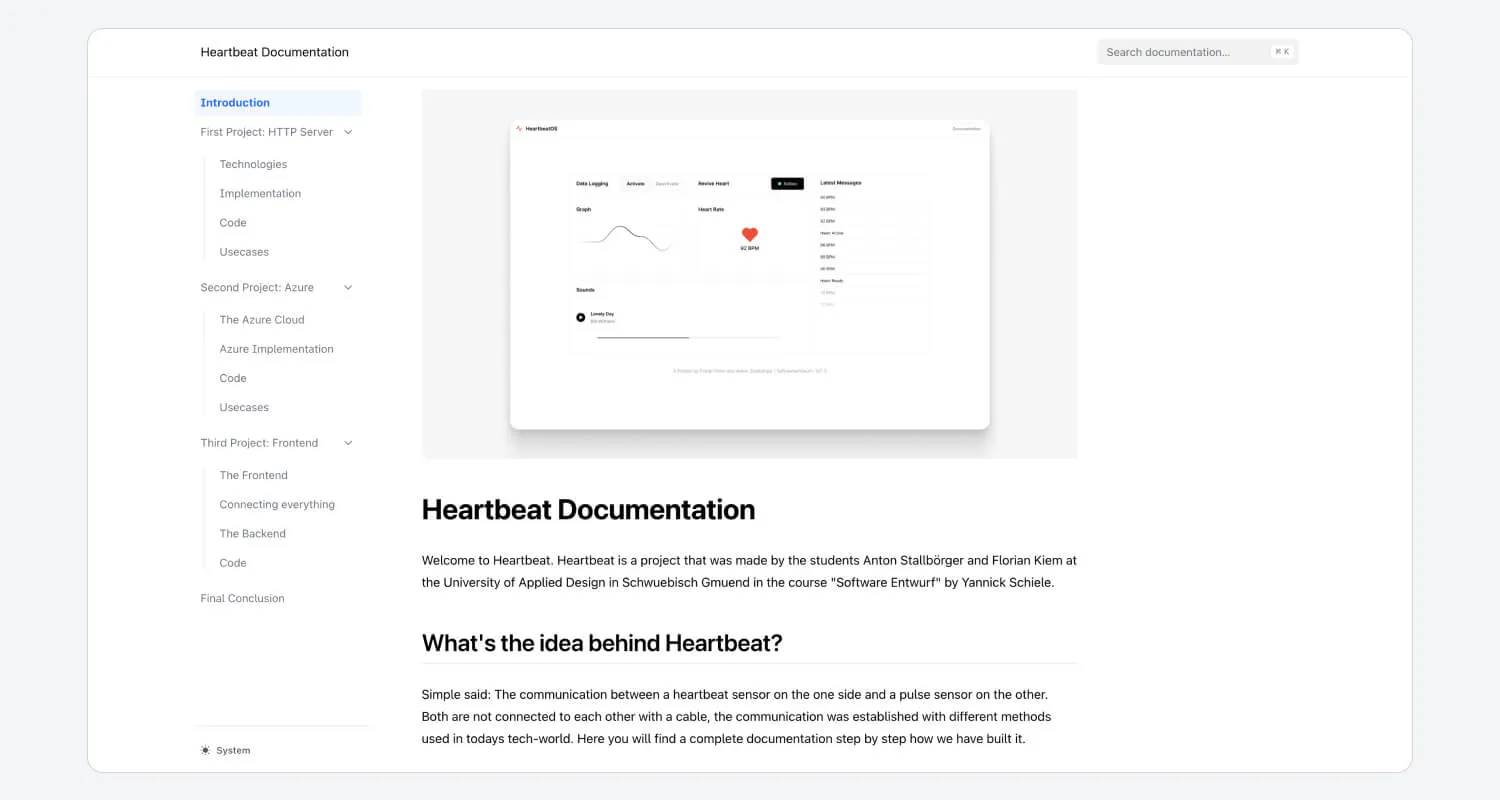 Heartbeat Documentation
Search documentation...
⌘ K
Introduction
First Project: HTTP Server
Technologies
Implementation
Code
Usecases
Second Project: Azure
The Azure Cloud
Azure Implementation
Code
Usecases
Third Project: Frontend
The Frontend
Connecting everything
The Backend
Code
Final Conclusion
System
HeartbeatOS
Documentation
Data Logging
Activate
Deactivate
Revive Heart
Latest Messages
Graph
Heart Rate
92 BPM
Sounds
Lovely Day
Heart Ready
Heartbeat Documentation
Welcome to Heartbeat. Heartbeat is a project that was made by the students Anton Stallbörger and Florian Kiem at
the University of Applied Design in Schwuebisch Gmuend in the course "Software Entwurf" by Yannick Schiele.
What's the idea behind Heartbeat?
Simple said: The communication between a heartbeat sensor on the one side and a pulse sensor on the other.
Both are not connected to each other with a cable, the communication was established with different methods
used in todays tech-world. Here you will find a complete documentation step by step how we have built it.